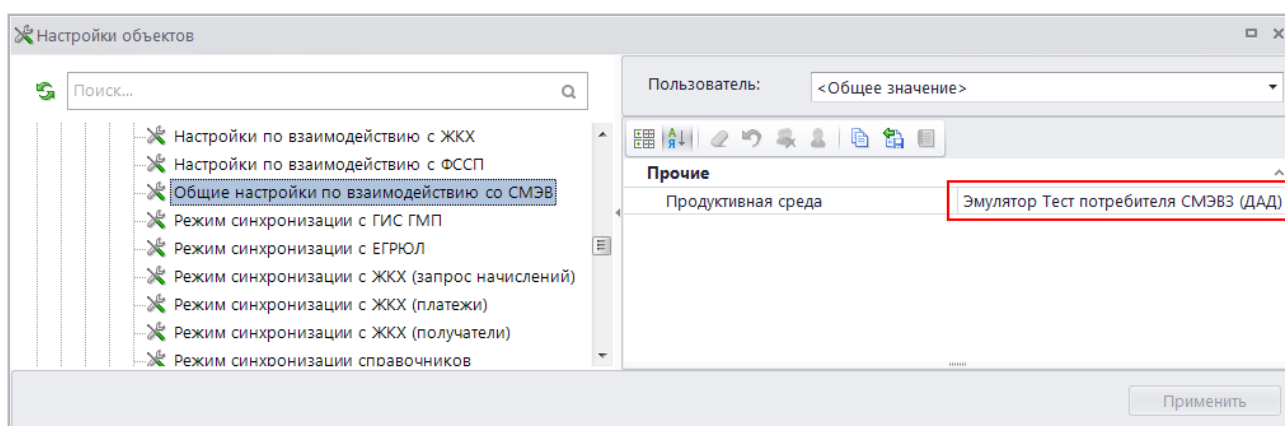 Настройки объектов
Поиск...
Настройки по взаимодействию с ЖКХ
Настройки по взаимодействию с ФССП
Общие настройки по взаимодействию со СМЭВ
Режим синхронизации с ГИС ГМП
Режим синхронизации с ЕГРЮЛ
Режим синхронизации с ЖКХ (запрос начислений)
Режим синхронизации с ЖКХ (платежи)
Режим синхронизации с ЖКХ (получатели)
Режим синхронизации справочников
Пользователь: <Общее значение>
Прочие
Продуктивная среда Эмулятор Тест потребителя СМЭВ3 (ДАД)
Применить